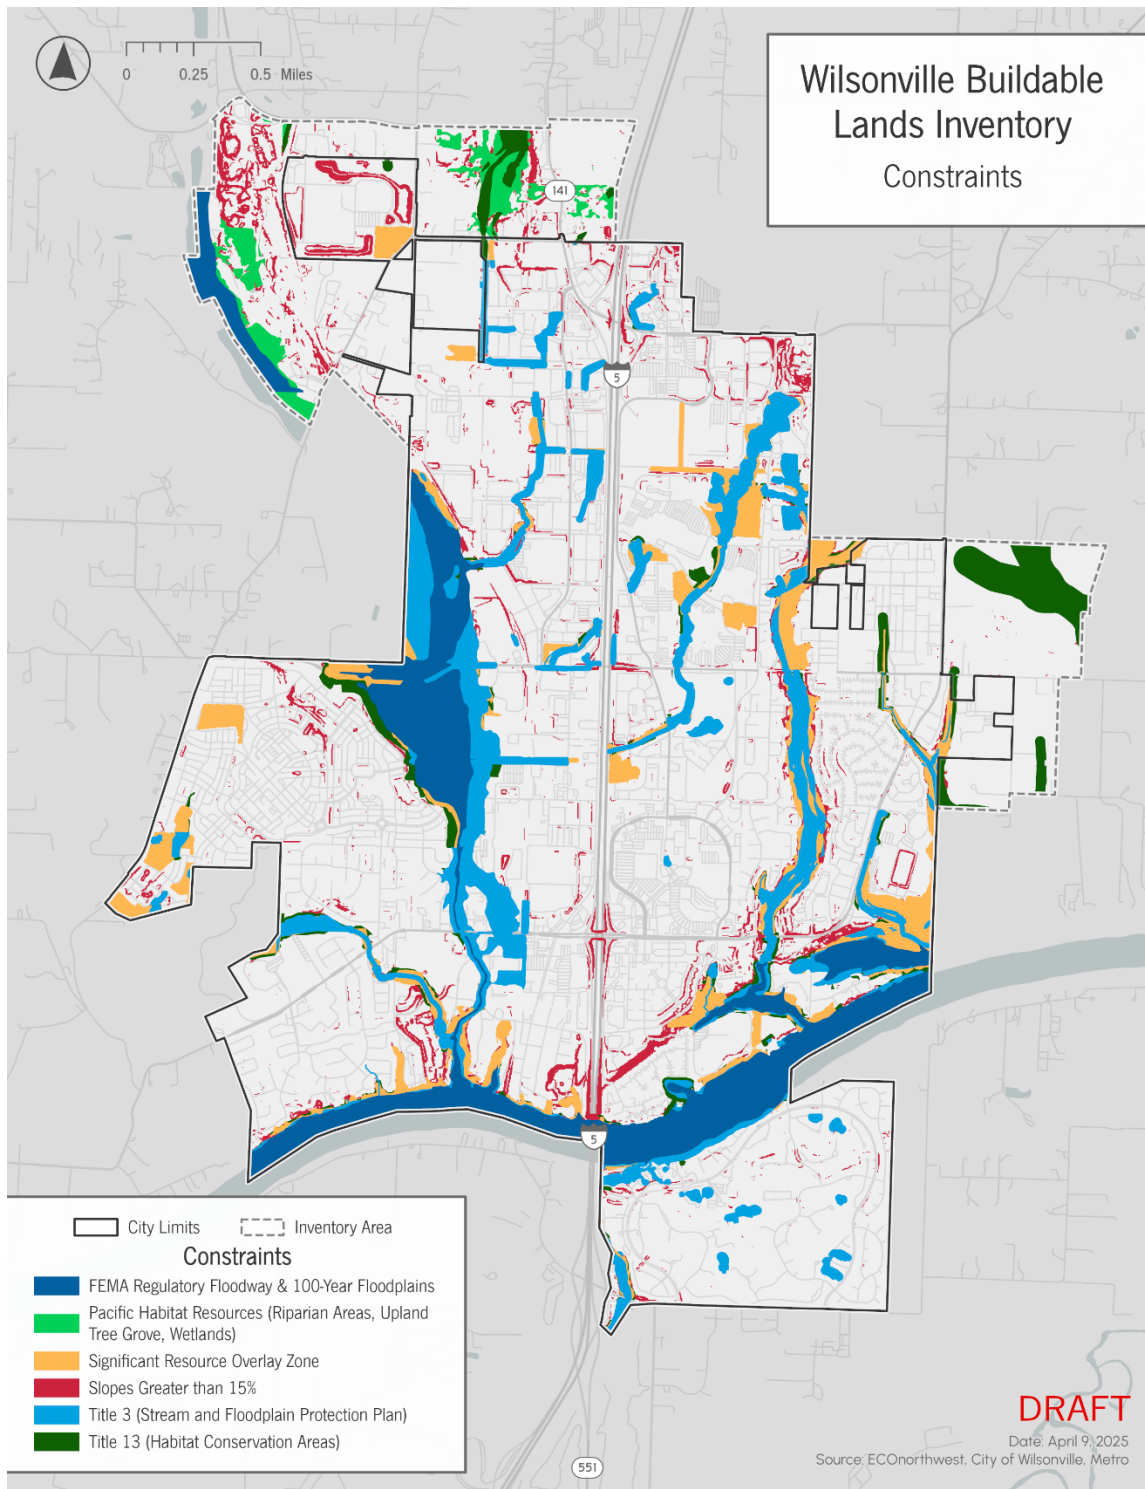 0 0.25 0.5 Miles
Wilsonville Buildable
Lands Inventory
Constraints
141
5
5
City Limits
Inventory Area
Constraints
FEMA Regulatory Floodway & 100-Year Floodplains
Pacific Habitat Resources (Riparian Areas, Upland
Tree Grove, Wetlands)
Significant Resource Overlay Zone
Slopes Greater than 15%
Title 3 (Stream and Floodplain Protection Plan)
Title 13 (Habitat Conservation Areas)
551
DRAFT
Date: April 9, 2025
Source: ECOnorthwest, City of Wilsonville, Metro